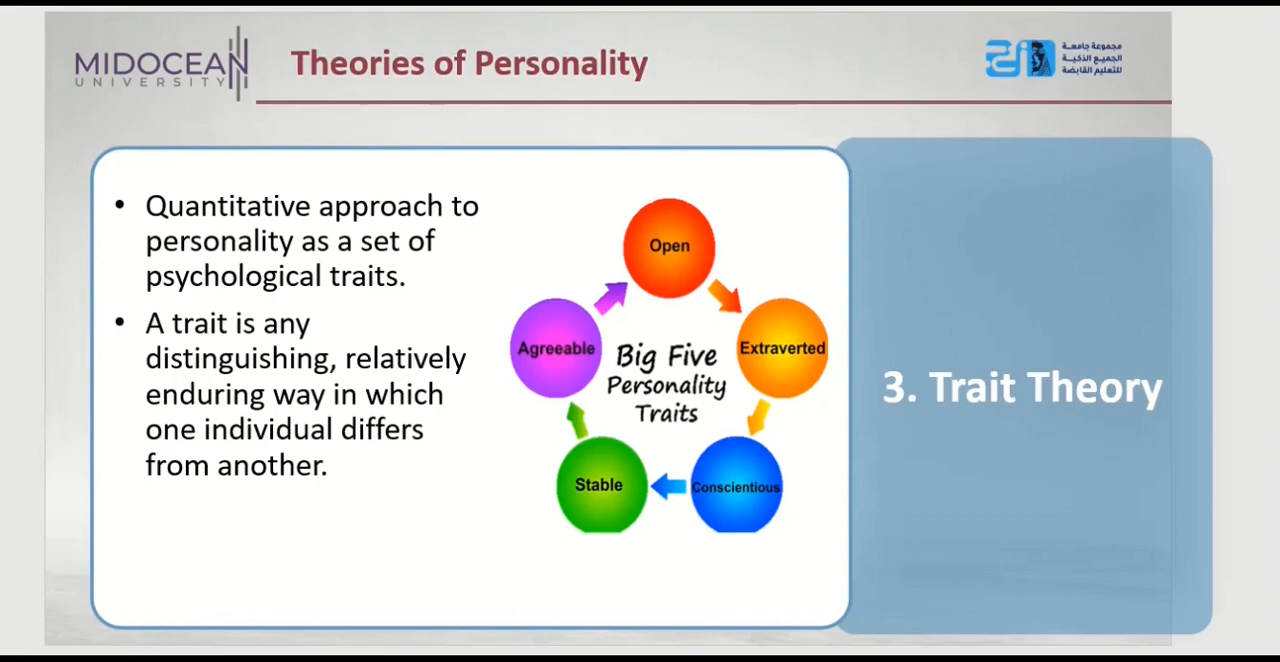 MIDOCEAN
UNIVERSITY
Theories of Personality
مجموعة جامعة
الجميع الذكية
للتعليم القابضة
• Quantitative approach to
personality as a set of
psychological traits.
• A trait is any
distinguishing, relatively
enduring way in which
one individual differs
from another.
Open
Extraverted
Conscientious
Stable
Agreeable
Big Five
Personality
Traits
3. Trait Theory